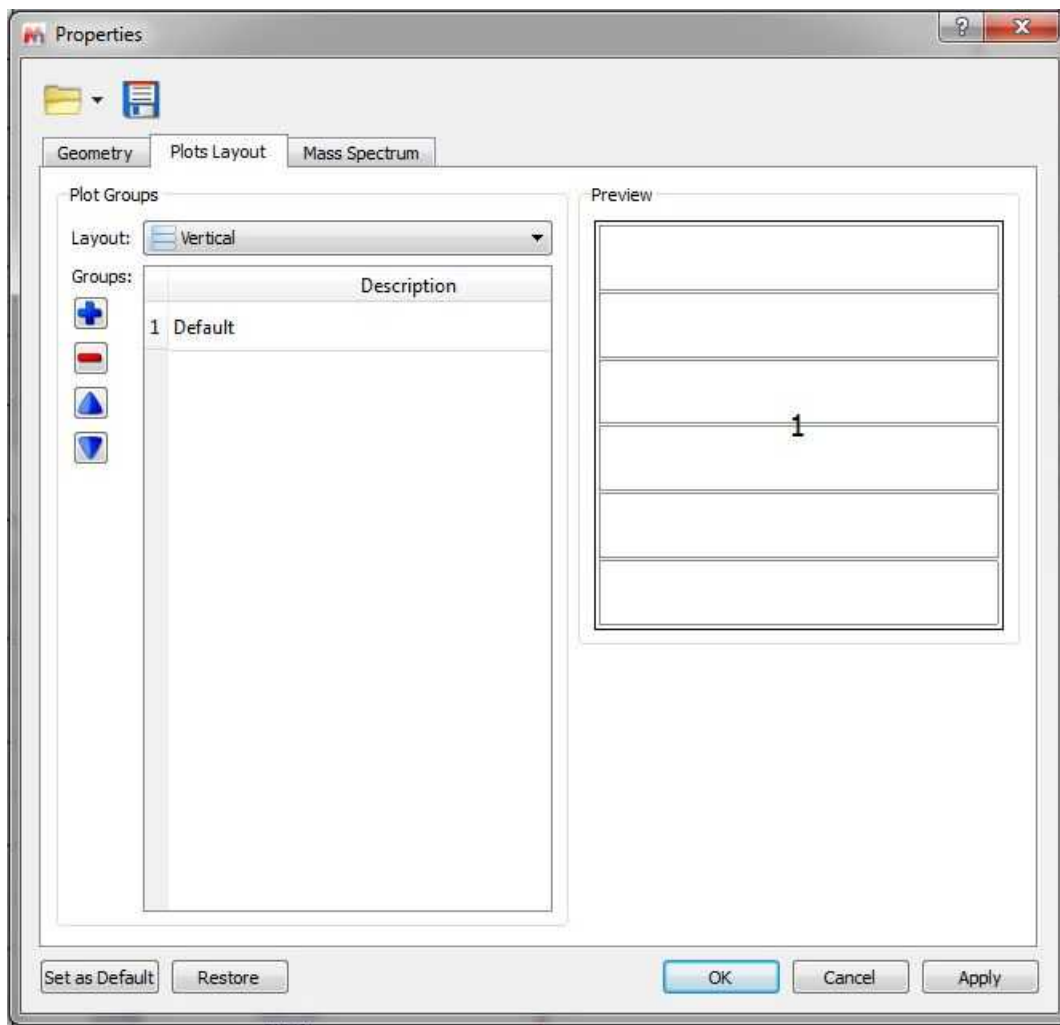 Properties
Geometry
Plots Layout
Mass Spectrum
Plot Groups
Layout:
Vertical
Groups:
Description
1 Default
Preview
1
Set as Default
Restore
OK
Cancel
Apply